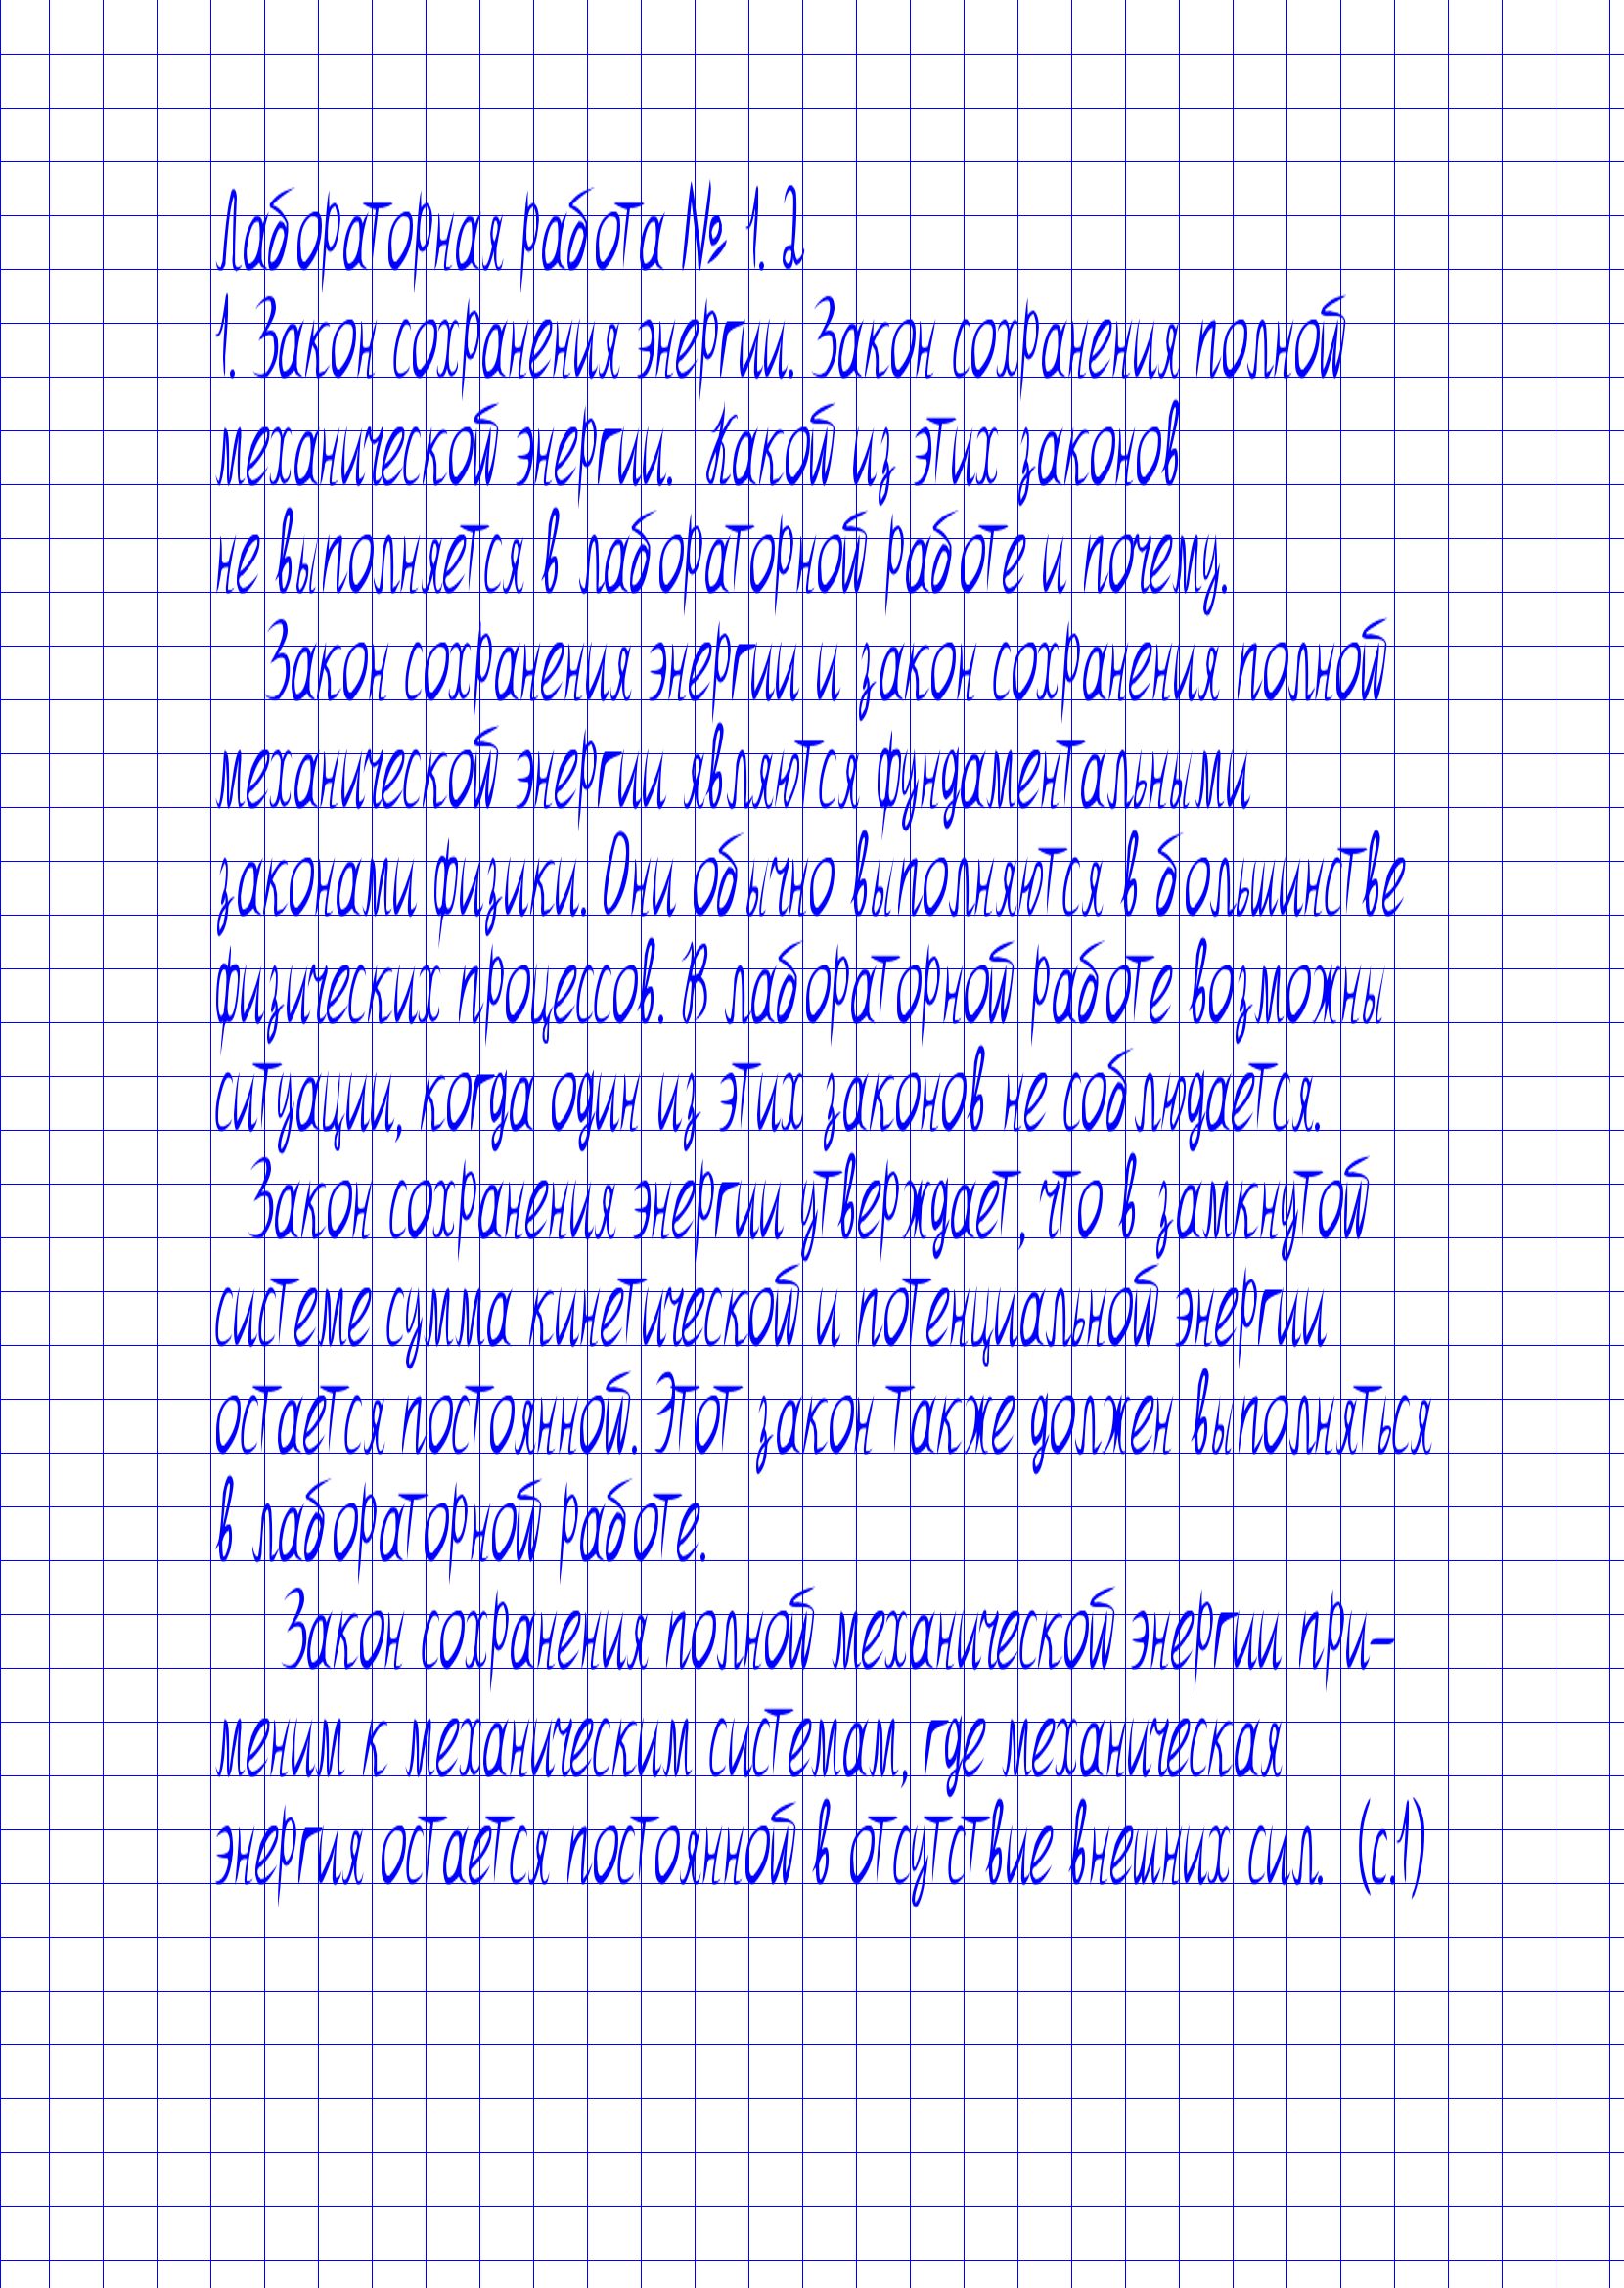 Лабораторная работа № 1. 2
1. Закон сохранения энергии. Закон сохранения полной
механической энергии. Какой из этих законов
не выполняется в лабораторной работе и почему.
Закон сохранения энергии и закон сохранения полной
механической энергии являются фундаментальными
законами физики. Они обычно выполняются в большинстве
физических процессов. В лабораторной работе возможны
ситуации, когда один из этих законов не соблюдается.
Закон сохранения энергии утверждает, что в замкнутой
системе сумма кинетической и потенциальной энергии
остается постоянной. Этот закон также должен выполняться
в лабораторной работе.
Закон сохранения полной механической энергии при-
меним к механическим системам, где механическая
энергия остается постоянной в отсутствие внешних сил. (с.1)